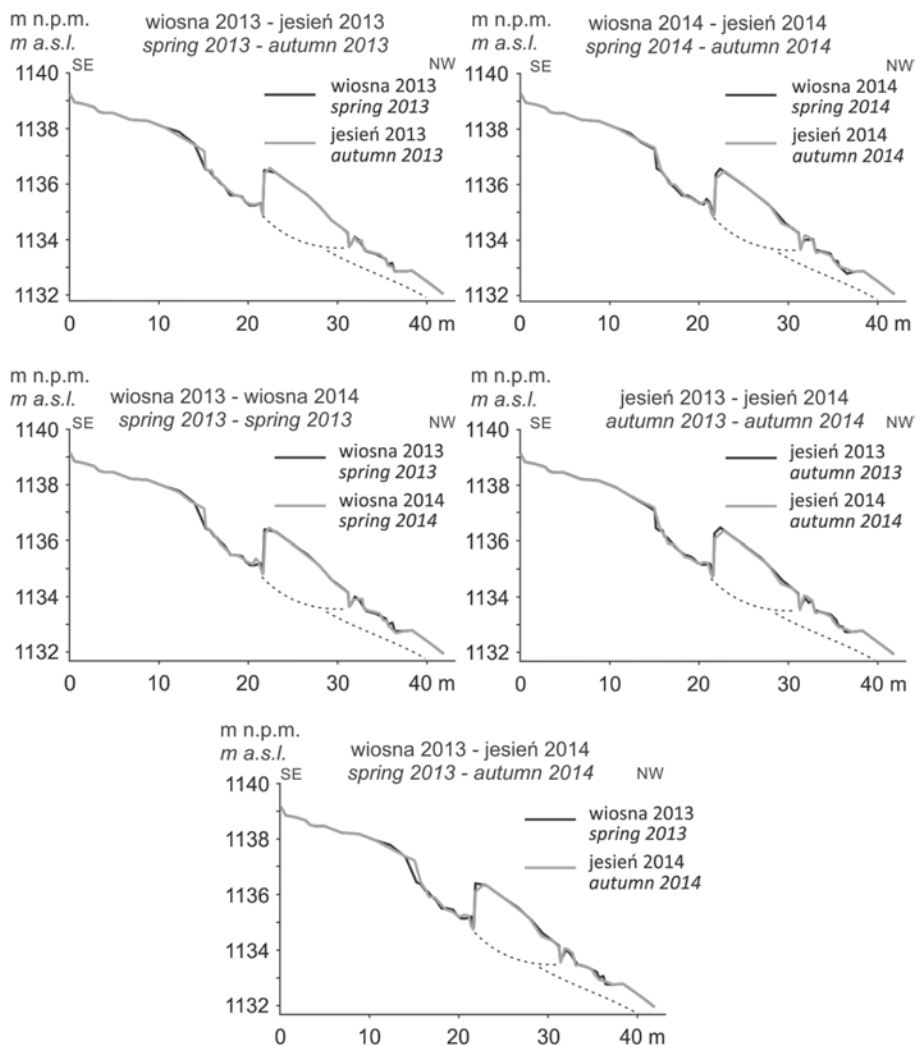 m n.p.m.
m a.s.l.
wiosna 2013 - jesień 2013
spring 2013 - autumn 2013
SE
NW
1140
1138
1136
1134
1132
wiosna 2013
spring 2013
jesień 2013
autumn 2013
0 10 20 30 40 m
m n.p.m.
m a.s.l.
wiosna 2014 - jesień 2014
spring 2014 - autumn 2014
SE
NW
1140
1138
1136
1134
1132
wiosna 2014
spring 2014
jesień 2014
autumn 2014
0 10 20 30 40 m
m n.p.m.
m a.s.l.
wiosna 2013 - wiosna 2014
spring 2013 - spring 2013
SE
NW
1140
1138
1136
1134
1132
wiosna 2013
spring 2013
wiosna 2014
spring 2014
0 10 20 30 40 m
m n.p.m.
m a.s.l.
jesień 2013 - jesień 2014
autumn 2013 - autumn 2014
SE
NW
1140
1138
1136
1134
1132
jesień 2013
autumn 2013
jesień 2014
autumn 2014
0 10 20 30 40 m
m n.p.m.
m a.s.l.
wiosna 2013 - jesień 2014
spring 2013 - autumn 2014
SE
NW
1140
1138
1136
1134
1132
wiosna 2013
spring 2013
jesień 2014
autumn 2014
0 10 20 30 40 m